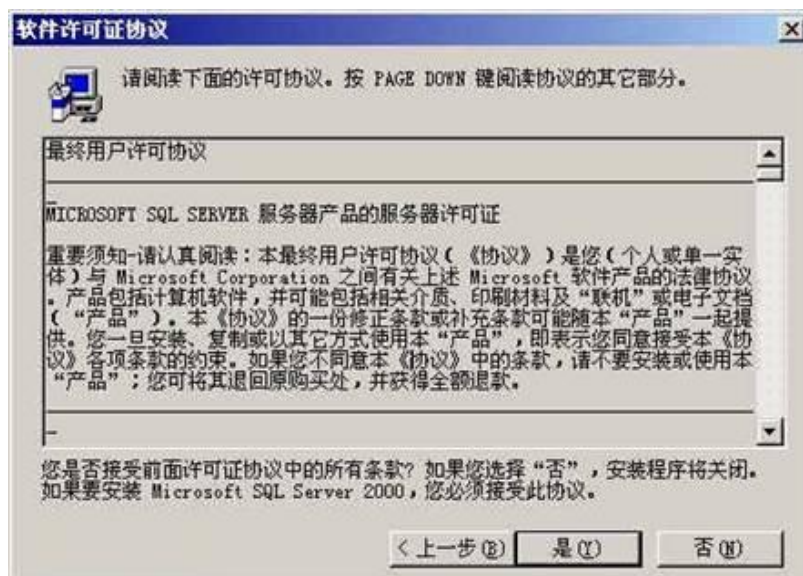 软件许可证协议
请阅读下面的许可协议。按 PAGE DOWN 键阅读协议的其它部分。
最终用户许可协议
MICROSOFT SQL SERVER 服务器产品的服务器许可证
重要须知-请认真阅读：本最终用户许可协议(《协议》)是您(个人或单一实
体)与 Microsoft Corporation 之间有关上述 Microsoft 软件产品的法律协议
。产品包括计算机软件，并可能包括相关介质、印刷材料及“联机”或电子文档
(“产品”)。本《协议》的一份修正条款或补充条款可能随本“产品”一起提
供。您一旦安装、复制或以其它方式使用本“产品”，即表示您同意接受本《协
议》各项条款的约束。如果您不同意本《协议》中的条款，请不要安装或使用本
“产品”；您可将其退回原购买处，并获得全额退款。
您是否接受前面许可证协议中的所有条款? 如果您选择“否”，安装程序将关闭。
如果要安装 Microsoft SQL Server 2000，您必须接受此协议。
< 上一步(B) 是(Y) 否(N)